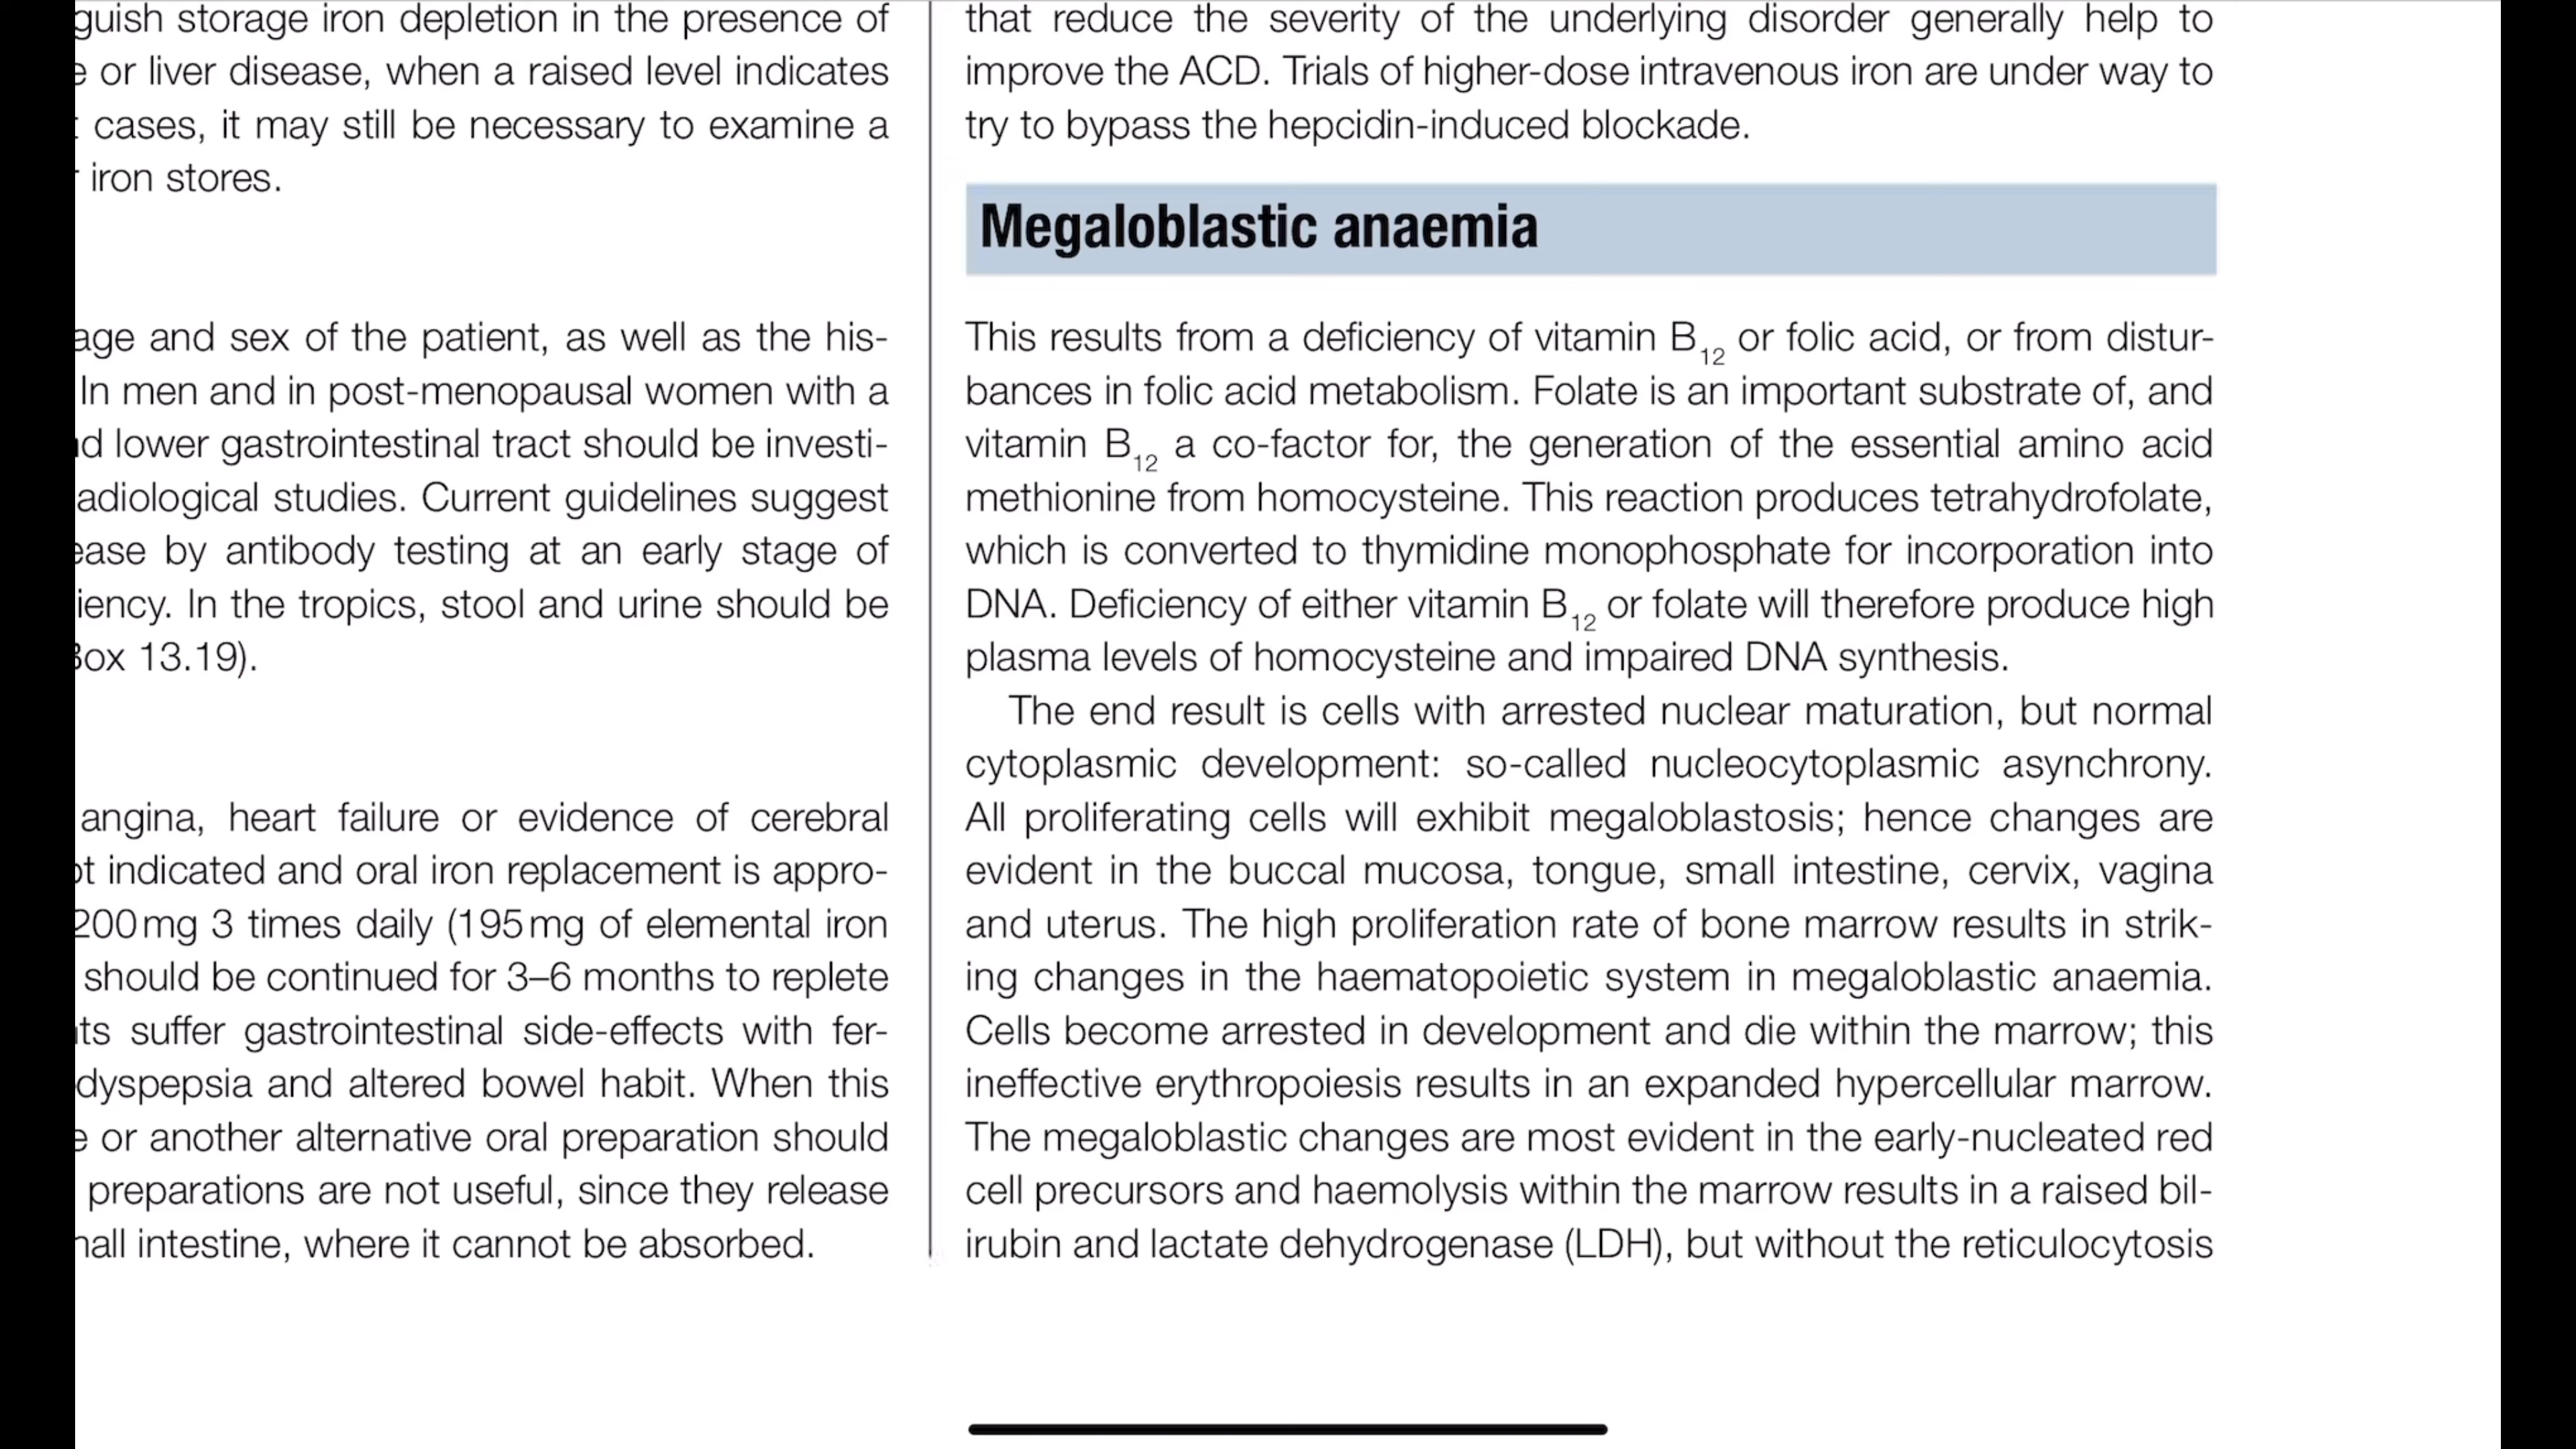 guish storage iron depletion in the presence of
or liver disease, when a raised level indicates
cases, it may still be necessary to examine a
iron stores.
age and sex of the patient, as well as the his-
In men and in post-menopausal women with a
lower gastrointestinal tract should be investi-
adiological studies. Current guidelines suggest
ease by antibody testing at an early stage of
iency. In the tropics, stool and urine should be
Box 13.19).
angina, heart failure or evidence of cerebral
indicated and oral iron replacement is appro-
200 mg 3 times daily (195 mg of elemental iron
should be continued for 3–6 months to replete
suffer gastrointestinal side-effects with fer-
dyspepsia and altered bowel habit. When this
or another alternative oral preparation should
preparations are not useful, since they release
intestine, where it cannot be absorbed.
that reduce the severity of the underlying disorder generally help to
improve the ACD. Trials of higher-dose intravenous iron are under way to
try to bypass the hepcidin-induced blockade.
Megaloblastic anaemia
This results from a deficiency of vitamin B12 or folic acid, or from distur-
bances in folic acid metabolism. Folate is an important substrate of, and
vitamin B12 a co-factor for, the generation of the essential amino acid
methionine from homocysteine. This reaction produces tetrahydrofolate,
which is converted to thymidine monophosphate for incorporation into
DNA. Deficiency of either vitamin B12 or folate will therefore produce high
plasma levels of homocysteine and impaired DNA synthesis.
The end result is cells with arrested nuclear maturation, but normal
cytoplasmic development: so-called nucleocytoplasmic asynchrony.
All proliferating cells will exhibit megaloblastosis; hence changes are
evident in the buccal mucosa, tongue, small intestine, cervix, vagina
and uterus. The high proliferation rate of bone marrow results in strik-
ing changes in the haematopoietic system in megaloblastic anaemia.
Cells become arrested in development and die within the marrow; this
ineffective erythropoiesis results in an expanded hypercellular marrow.
The megaloblastic changes are most evident in the early-nucleated red
cell precursors and haemolysis within the marrow results in a raised bil-
irubin and lactate dehydrogenase (LDH), but without the reticulocytosis